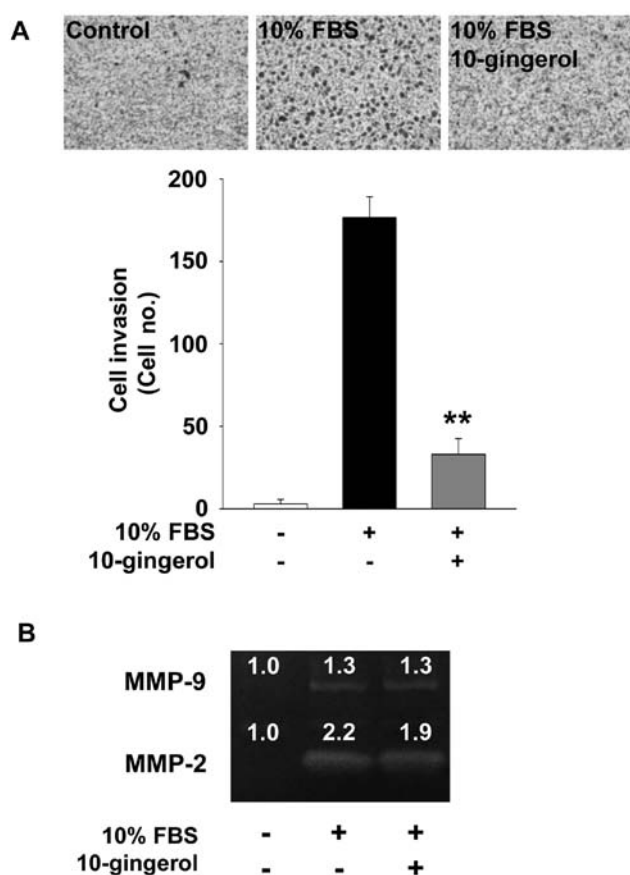 A
Control
10% FBS
10% FBS
10-gingerol
200
150
100
50
0
Cell invasion
(Cell no.)
**
10% FBS - + +
10-gingerol - - +
B
MMP-9 1.0 1.3 1.3
MMP-2 1.0 2.2 1.9
10% FBS - + +
10-gingerol - - +